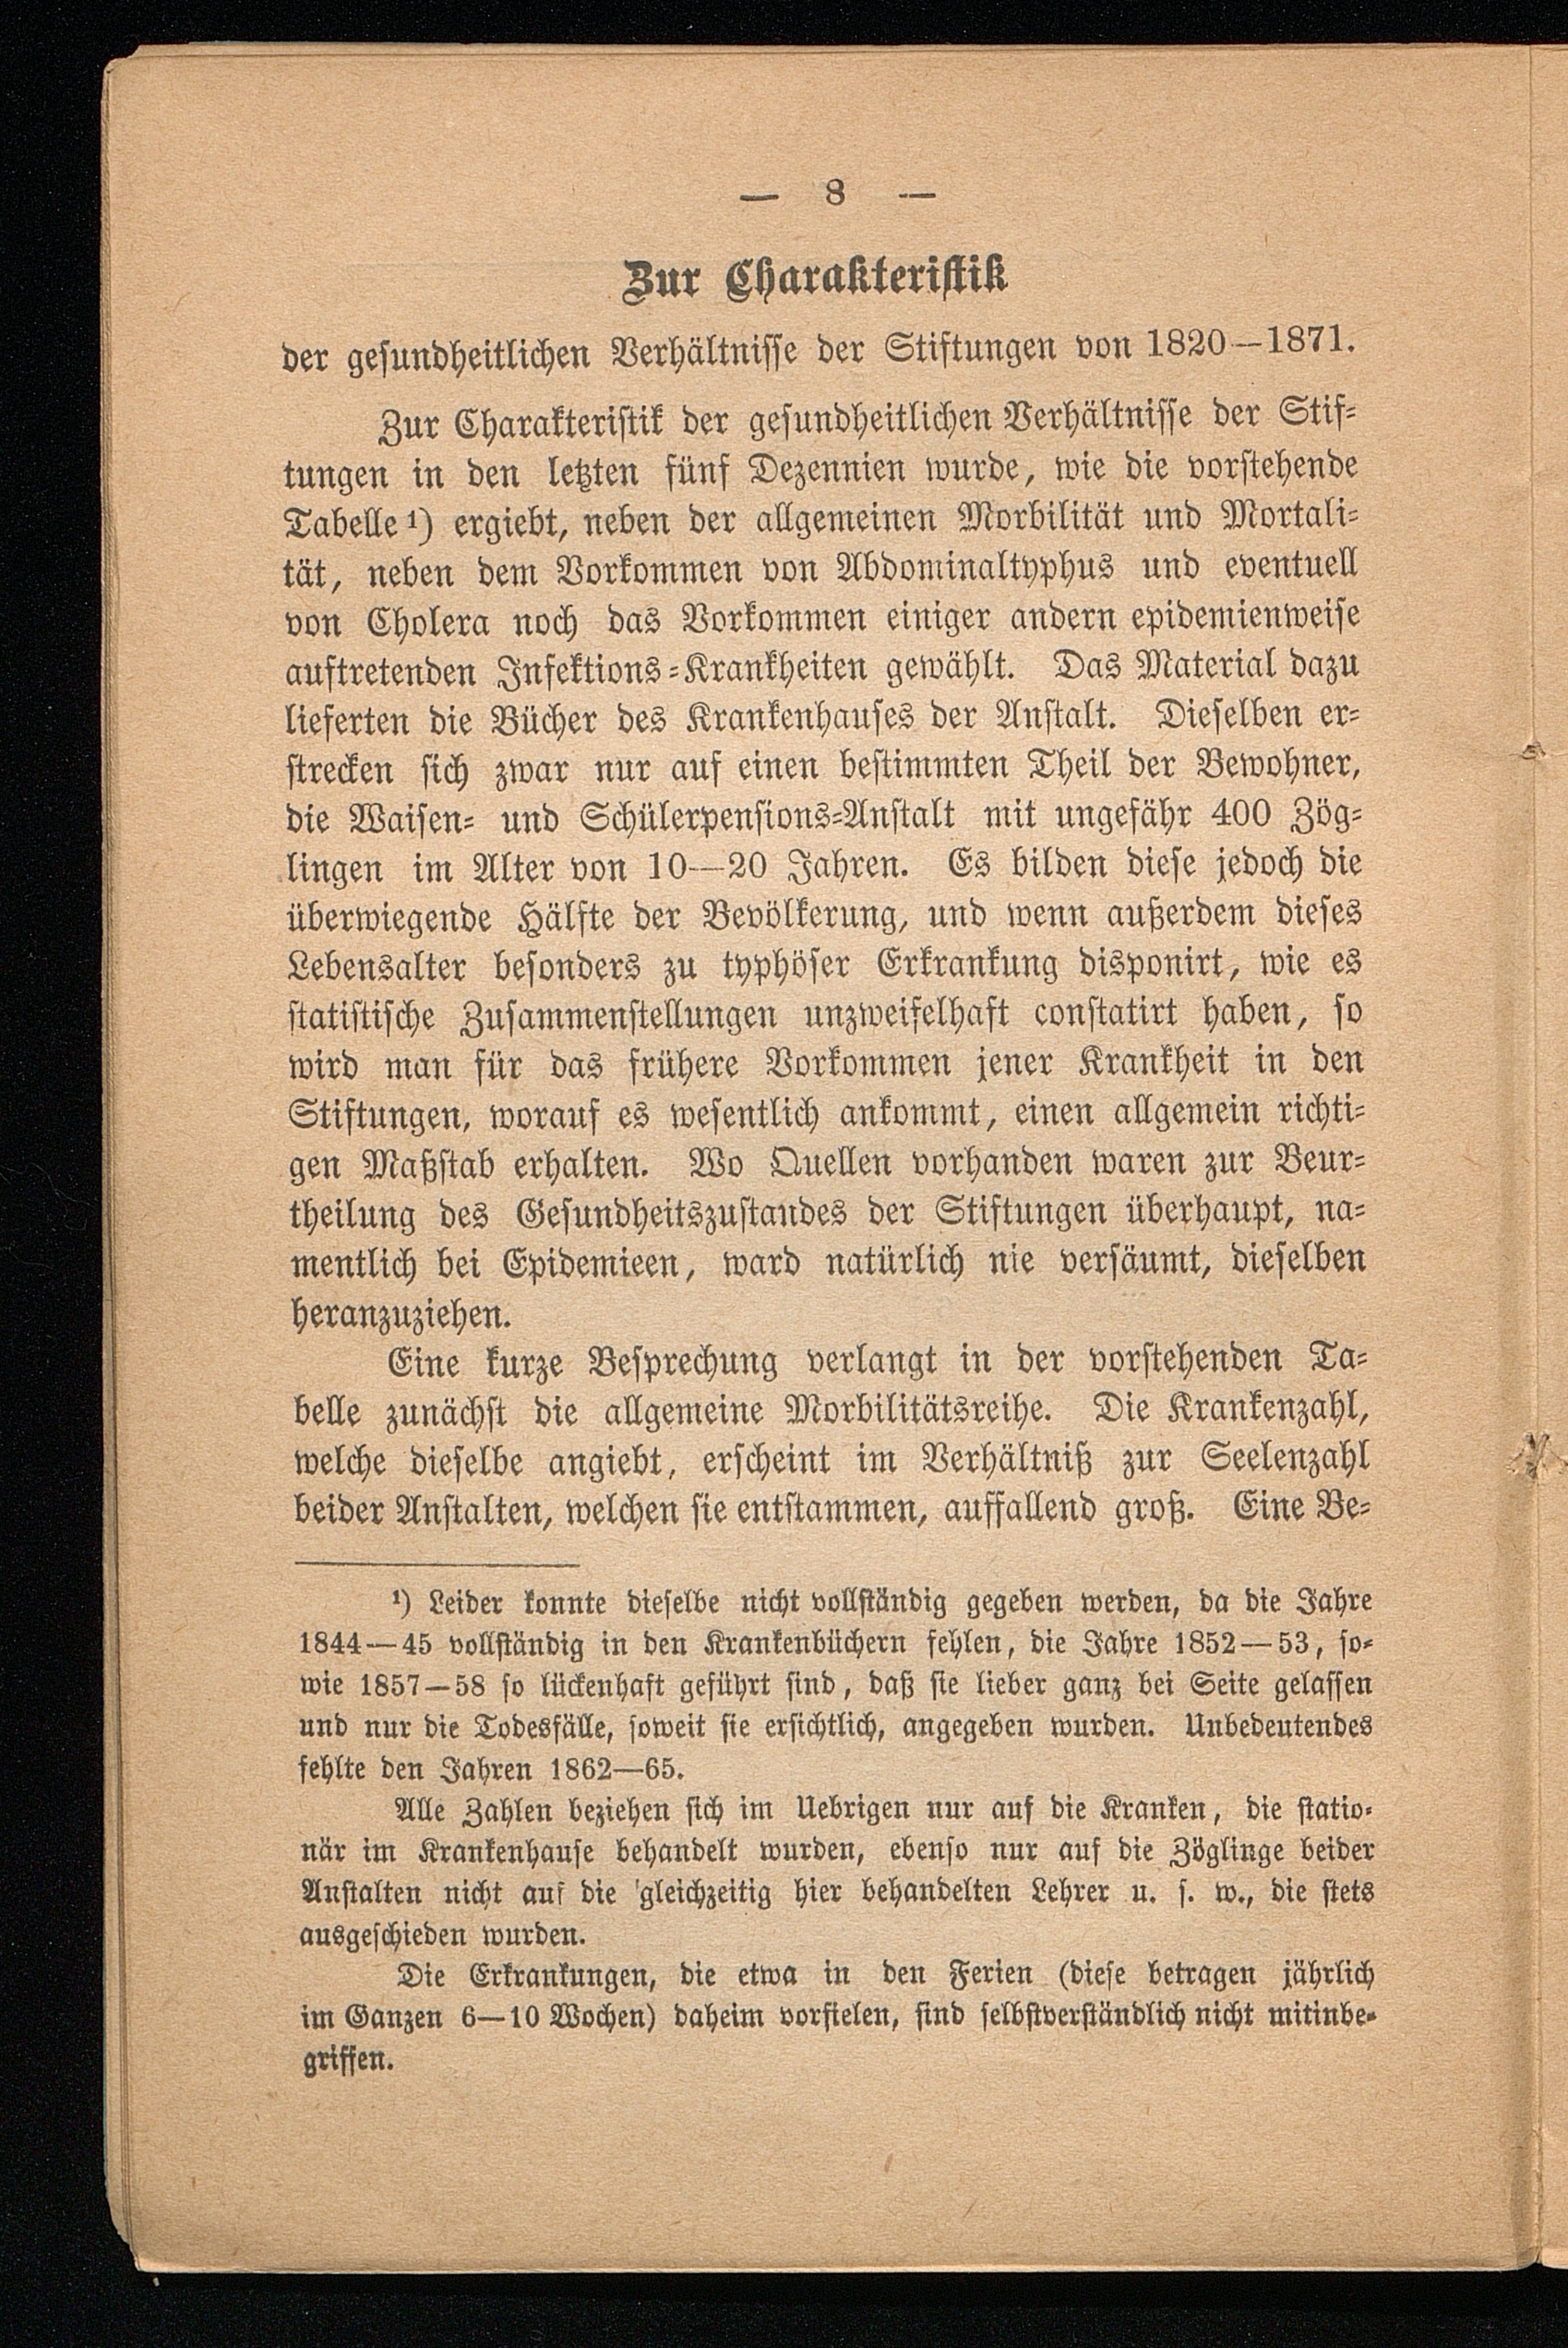 — 8 —
Zur Charakteristik
der gesundheitlichen Verhältnisse der Stiftungen von 1820—1871.
Zur Charakteristik der gesundheitlichen Verhältnisse der Stif-
tungen in den letzten fünf Dezennien wurde, wie die vorstehende
Tabelle ¹) ergiebt, neben der allgemeinen Morbilität und Mortali-
tät, neben dem Vorkommen von Abdominaltyphus und eventuell
von Cholera noch das Vorkommen einiger andern epidemienweise
auftretenden Infektions-Krankheiten gewählt. Das Material dazu
lieferten die Bücher des Krankenhauses der Anstalt. Dieselben er-
strecken sich zwar nur auf einen bestimmten Theil der Bewohner,
die Waisen- und Schülerpensions-Anstalt mit ungefähr 400 Zög-
lingen im Alter von 10—20 Jahren. Es bilden diese jedoch die
überwiegende Hälfte der Bevölkerung, und wenn außerdem dieses
Lebensalter besonders zu typhöser Erkrankung disponirt, wie es
statistische Zusammenstellungen unzweifelhaft constatirt haben, so
wird man für das frühere Vorkommen jener Krankheit in den
Stiftungen, worauf es wesentlich ankommt, einen allgemein richti-
gen Maßstab erhalten. Wo Quellen vorhanden waren zur Beur-
theilung des Gesundheitszustandes der Stiftungen überhaupt, na-
mentlich bei Epidemieen, ward natürlich nie versäumt, dieselben
heranzuziehen.
Eine kurze Besprechung verlangt in der vorstehenden Ta-
belle zunächst die allgemeine Morbilitätsreihe. Die Krankenzahl,
welche dieselbe angiebt, erscheint im Verhältniß zur Seelenzahl
beider Anstalten, welchen sie entstammen, auffallend groß. Eine Be-
¹) Leider konnte dieselbe nicht vollständig gegeben werden, da die Jahre
1844—45 vollständig in den Krankenbüchern fehlen, die Jahre 1852—53, so-
wie 1857—58 so lückenhaft geführt sind, daß sie lieber ganz bei Seite gelassen
und nur die Todesfälle, soweit sie ersichtlich, angegeben wurden. Unbedeutendes
fehlte den Jahren 1862—65.
Alle Zahlen beziehen sich im Uebrigen nur auf die Kranken, die statio-
när im Krankenhause behandelt wurden, ebenso nur auf die Zöglinge beider
Anstalten nicht auf die gleichzeitig hier behandelten Lehrer u. s. w., die stets
ausgeschieden wurden.
Die Erkrankungen, die etwa in den Ferien (diese betragen jährlich
im Ganzen 6—10 Wochen) daheim vorfielen, sind selbstverständlich nicht mitinbe-
griffen.